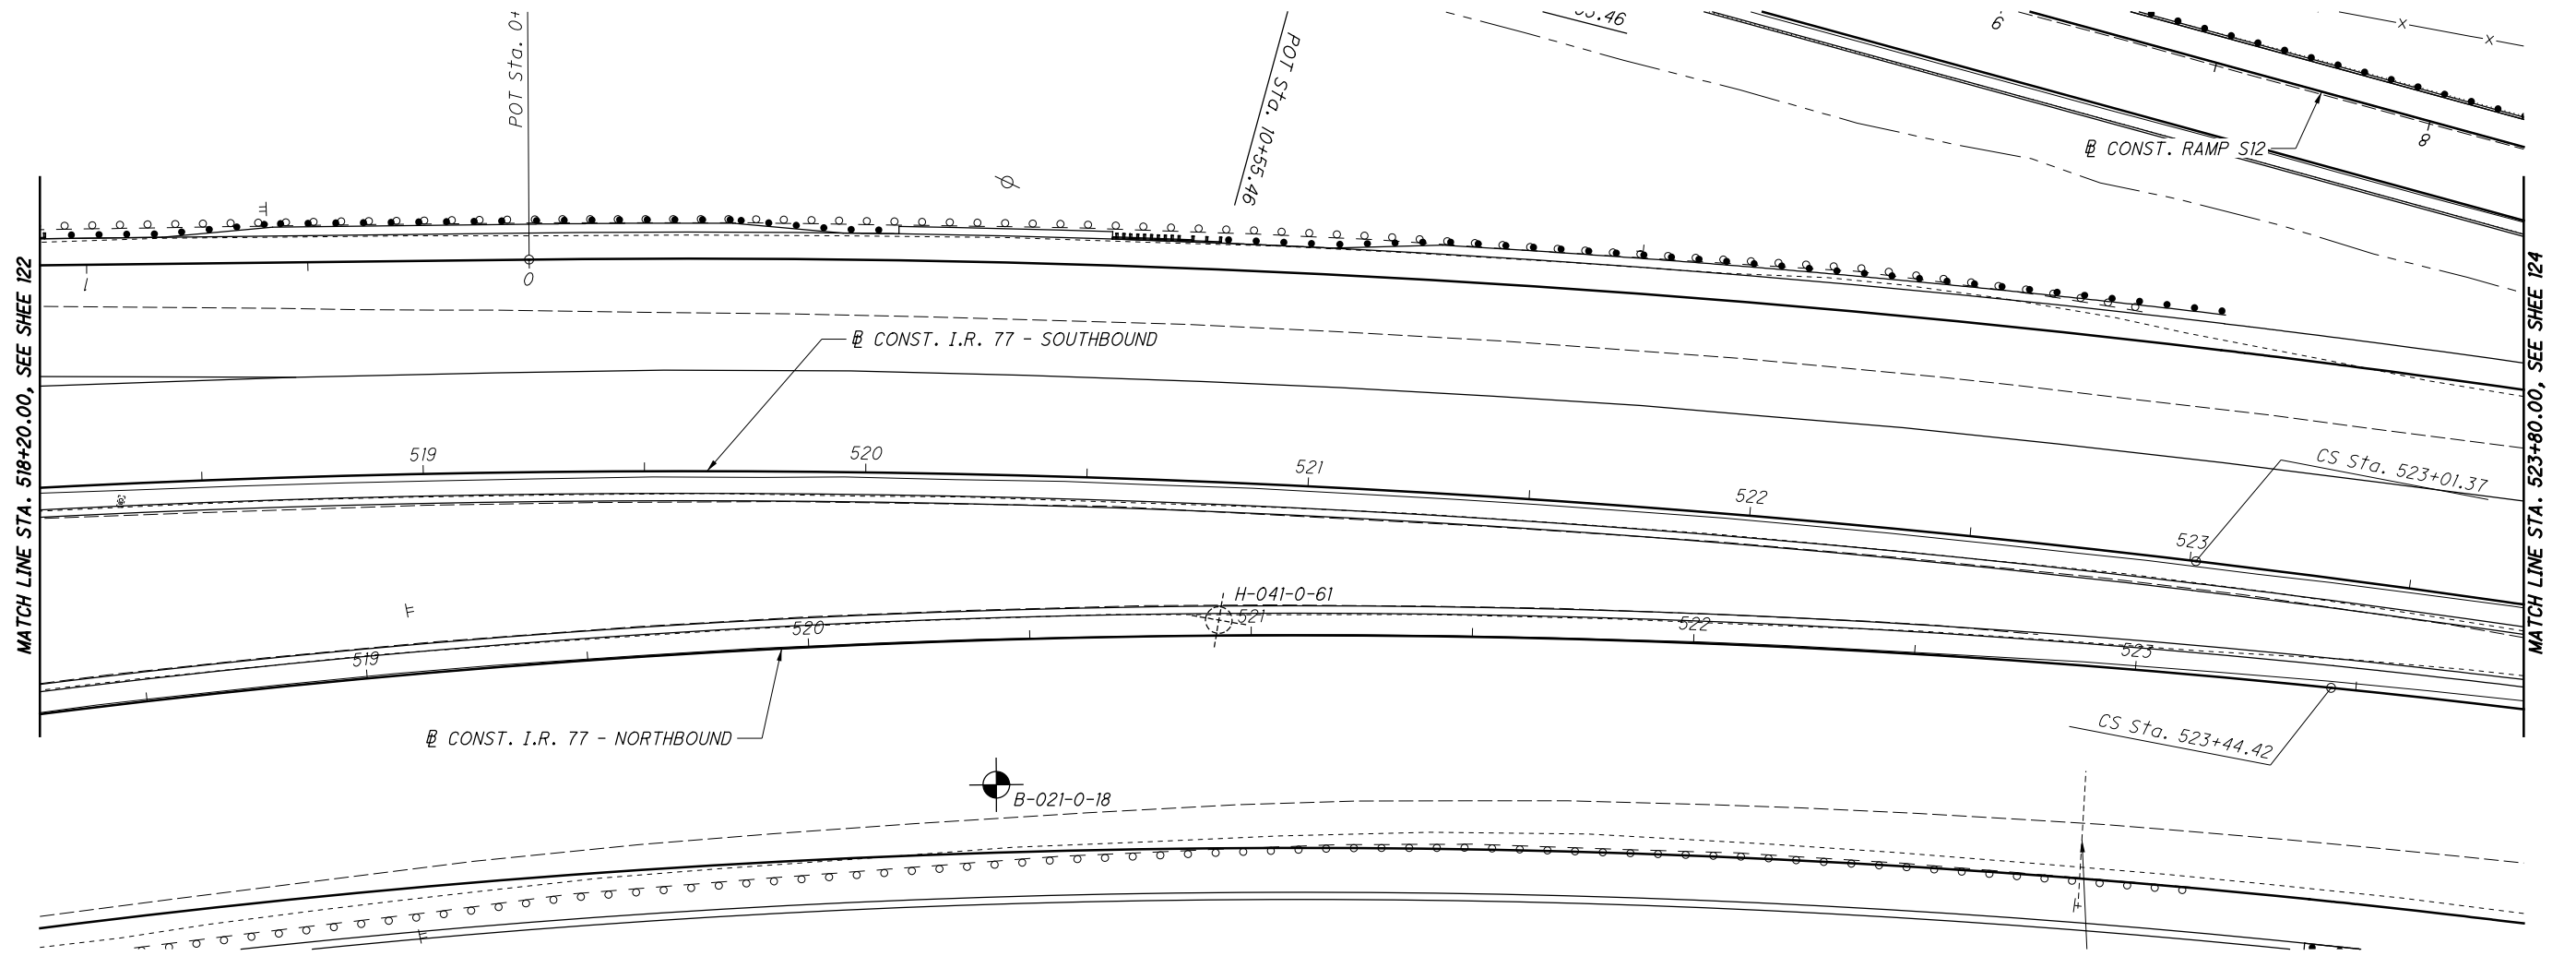 POT Sta. 0+
POT Sta. 10+55.46
6
8
℄ CONST. RAMP S12
1
0
MATCH LINE STA. 518+20.00, SEE SHEE 122
MATCH LINE STA. 523+80.00, SEE SHEE 124
℄ CONST. I.R. 77 - SOUTHBOUND
519
520
521
522
523
CS Sta. 523+01.37
H-041-0-61
519
520
521
522
523
℄ CONST. I.R. 77 - NORTHBOUND
CS Sta. 523+44.42
B-021-0-18